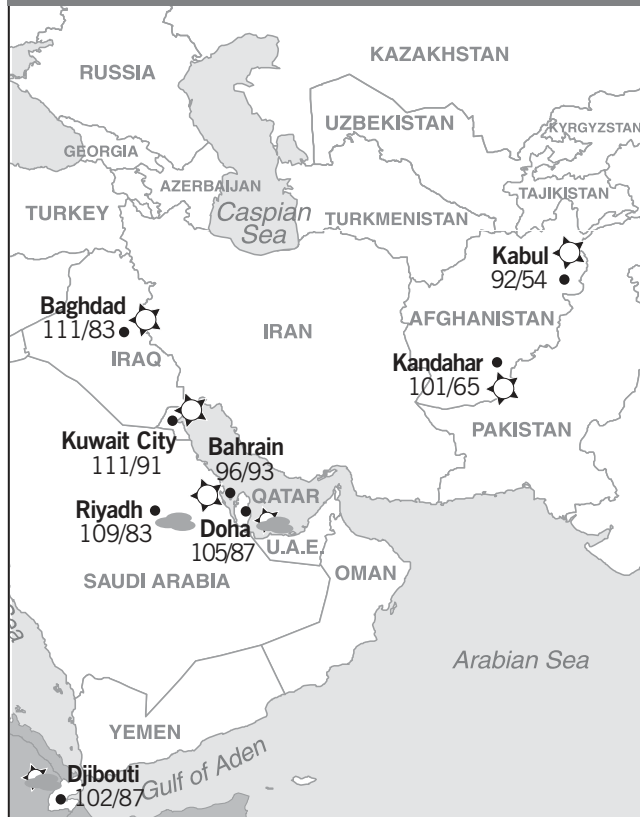 KAZAKHSTAN
RUSSIA
UZBEKISTAN
KYRGYZSTAN
GEORGIA
AZERBAIJAN
TAJIKISTAN
TURKEY
Caspian
Sea
TURKMENISTAN
Kabul
92/54
Baghdad
111/83
IRAN
AFGHANISTAN
IRAQ
Kandahar
101/65
PAKISTAN
Kuwait City
111/91
Bahrain
96/93
QATAR
Riyadh
109/83
Doha
105/87
U.A.E.
SAUDI ARABIA
OMAN
Arabian Sea
YEMEN
Gulf of Aden
Djibouti
102/87